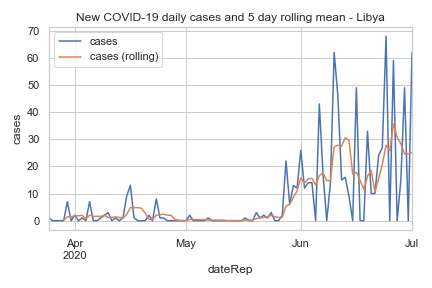 New COVID-19 daily cases and 5 day rolling mean - Libya
70
60
50
40
30
20
10
0
cases
cases
cases (rolling)
Apr
2020
May
Jun
Jul
dateRep